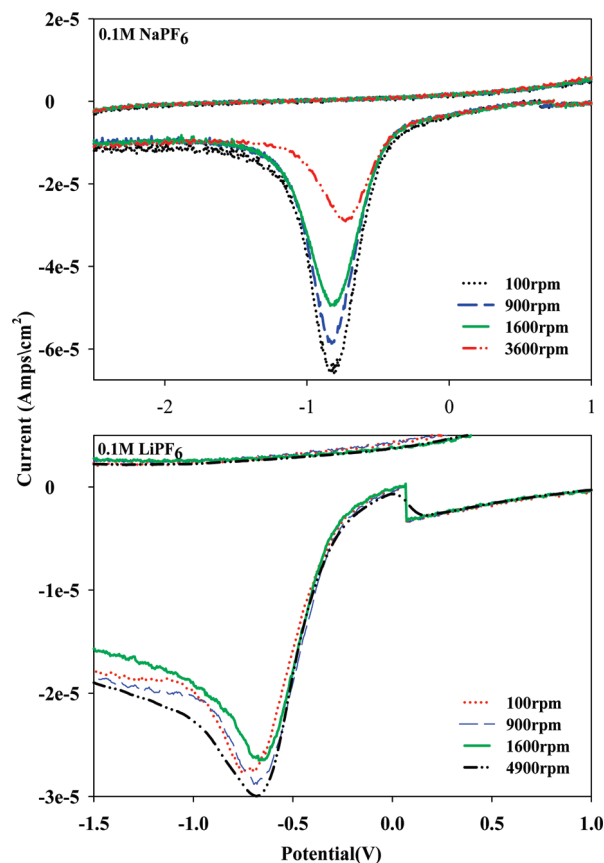 0.1M NaPF6
2e-5
0
-2e-5
-4e-5
-6e-5
100rpm
900rpm
1600rpm
3600rpm
-2
-1
0
1
Current (Amps\cm²)
0.1M LiPF6
0
-1e-5
-2e-5
-3e-5
100rpm
900rpm
1600rpm
4900rpm
-1.5
-1.0
-0.5
0.0
0.5
1.0
Potential(V)